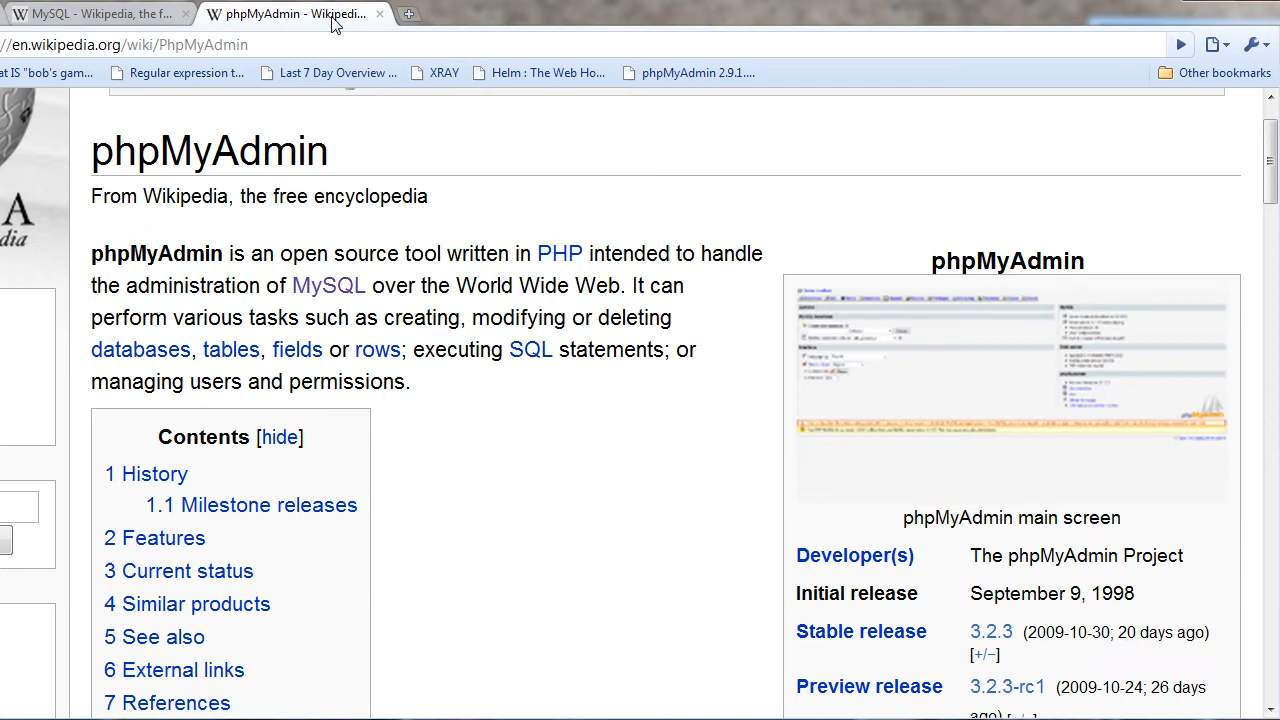 MySQL - Wikipedia, the f...
phpMyAdmin - Wikipedi...
//en.wikipedia.org/wiki/PhpMyAdmin
at IS "bob's gam...
Regular expression t...
Last 7 Day Overview ...
XRAY
Helm : The Web Ho...
phpMyAdmin 2.9.1....
Other bookmarks
A
dia
phpMyAdmin
From Wikipedia, the free encyclopedia
phpMyAdmin is an open source tool written in PHP intended to handle
the administration of MySQL over the World Wide Web. It can
perform various tasks such as creating, modifying or deleting
databases, tables, fields or rows; executing SQL statements; or
managing users and permissions.
Contents [hide]
1 History
1.1 Milestone releases
2 Features
3 Current status
4 Similar products
5 See also
6 External links
7 References
phpMyAdmin
phpMyAdmin main screen
Developer(s) The phpMyAdmin Project
Initial release September 9, 1998
Stable release 3.2.3 (2009-10-30; 20 days ago)
[+/−]
Preview release 3.2.3-rc1 (2009-10-24; 26 days
ago) [+/−]